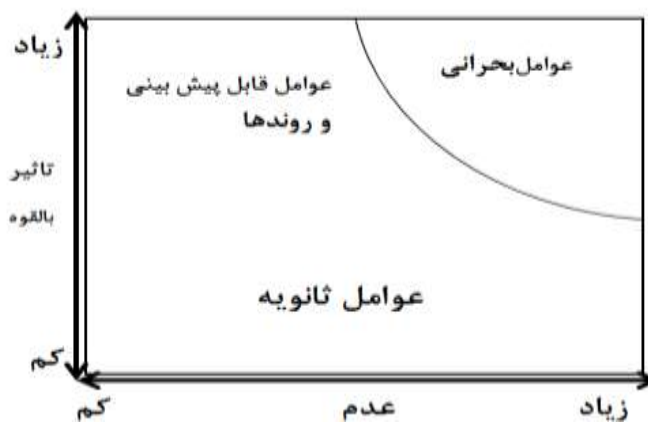 زیاد
عوامل بحرانی
عوامل قابل پیش بینی
و روندها
تاثیر
بالقوه
عوامل ثانویه
کم
کم
عدم
زیاد